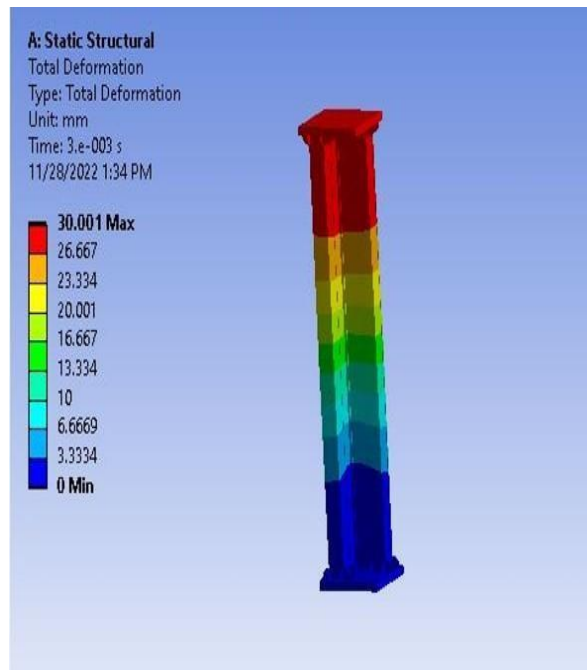 A: Static Structural
Total Deformation
Type: Total Deformation
Unit: mm
Time: 3.e-003 s
11/28/2022 1:34 PM
30.001 Max
26.667
23.334
20.001
16.667
13.334
10
6.6669
3.3334
0 Min